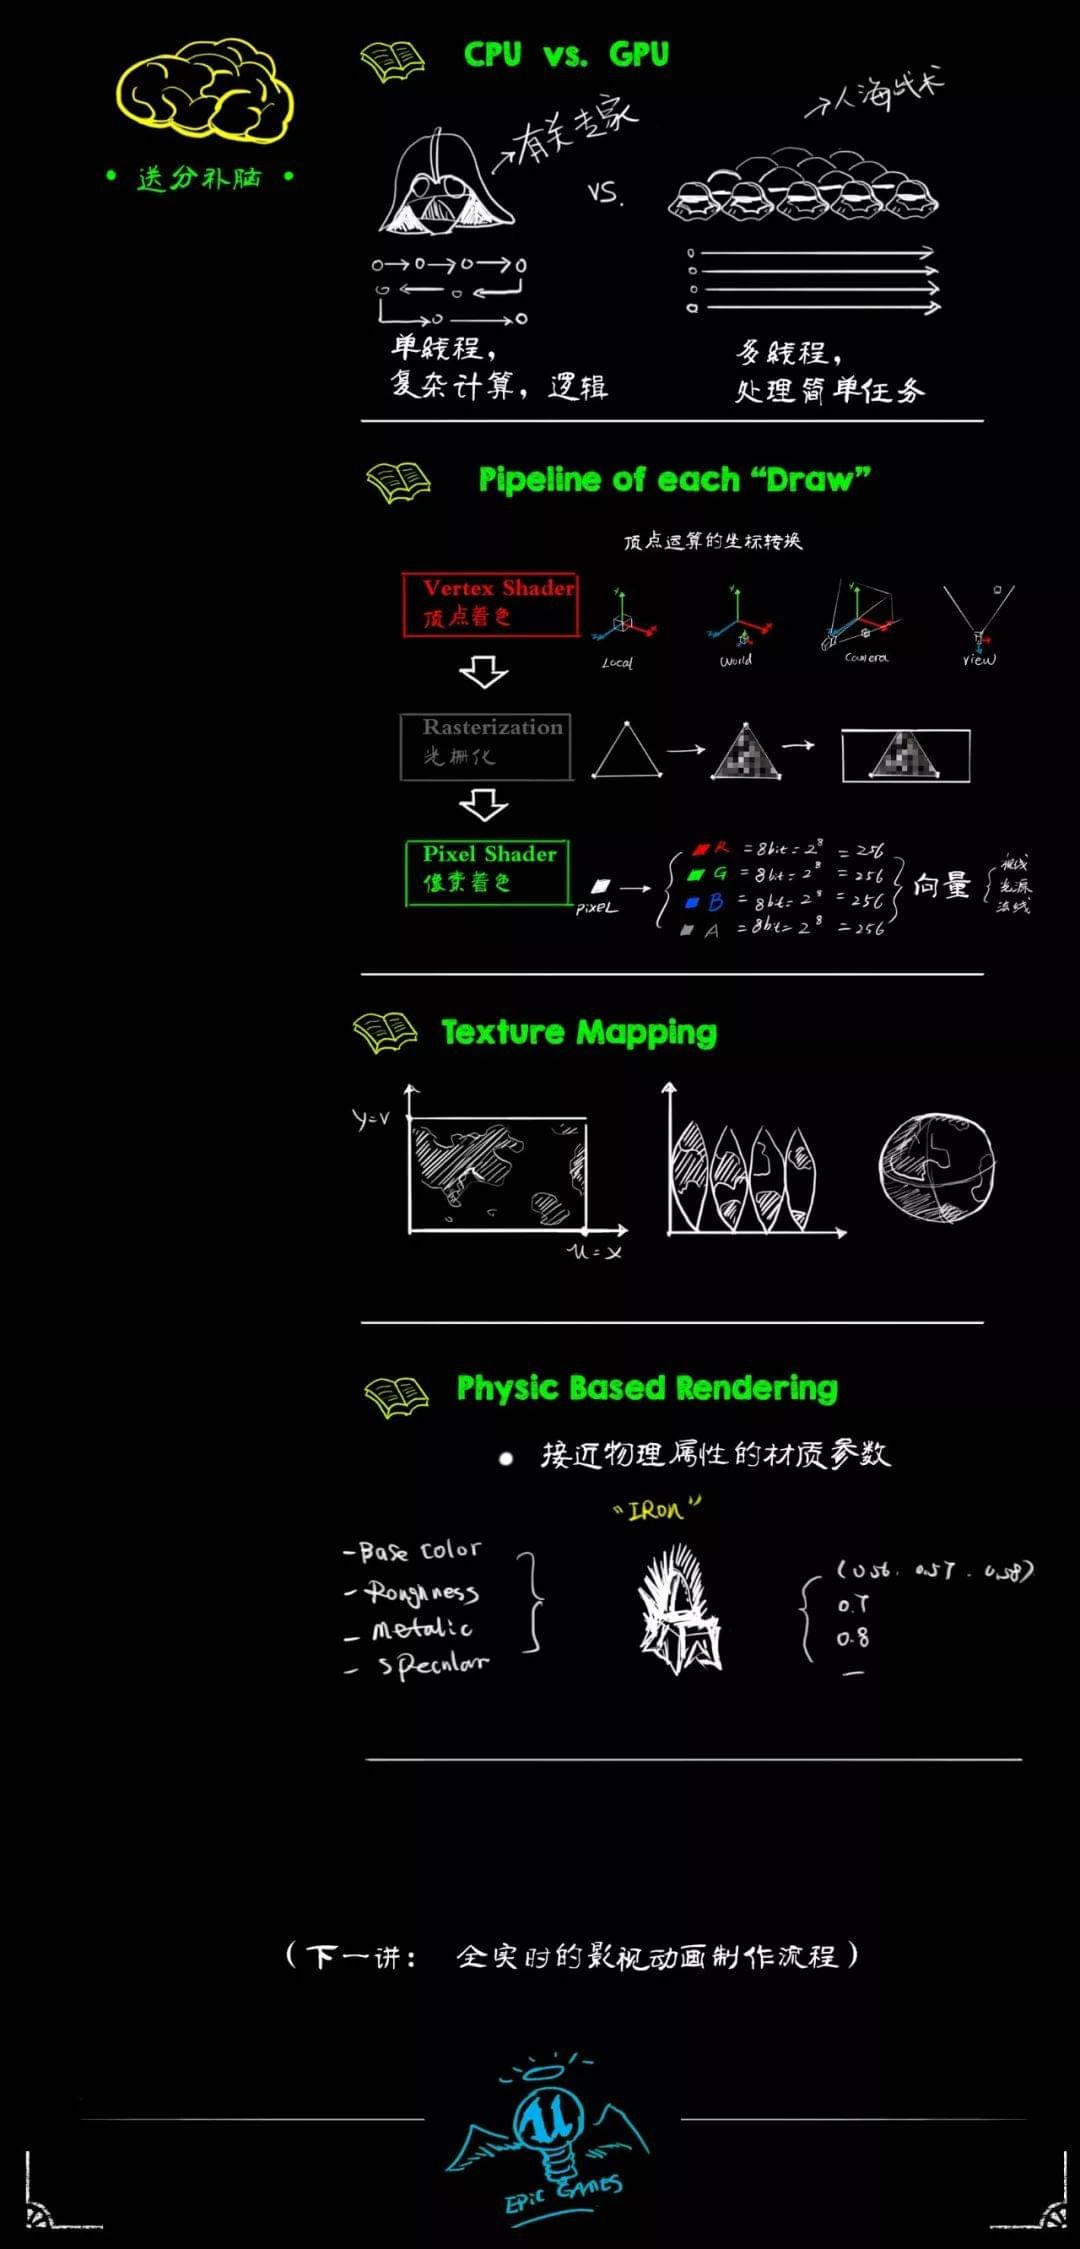 CPU vs. GPU
• 送分补脑 •
→有关专家
→人海战术
VS.
单线程，
复杂计算，逻辑
多线程，
处理简单任务
Pipeline of each “Draw”
顶点运算的坐标转换
Vertex Shader
顶点着色
Y
X
Z
Local
World
Camera
View
Rasterization
光栅化
Pixel Shader
像素着色
PixeL
R = 8bit = 2^8 = 256
G = 8bit = 2^8 = 256
B = 8bit = 2^8 = 256
A = 8bit = 2^8 = 256
向量
视线
光源
法线
Texture Mapping
y=v
u=x
Physic Based Rendering
● 接近物理属性的材质参数
“IRon”
- Base color
- Roughness
- metalic
- specular
(0.56, 0.57, 0.58)
0.7
0.8
—
（下一讲： 全实时的影视动画制作流程）
EPiC GAMES